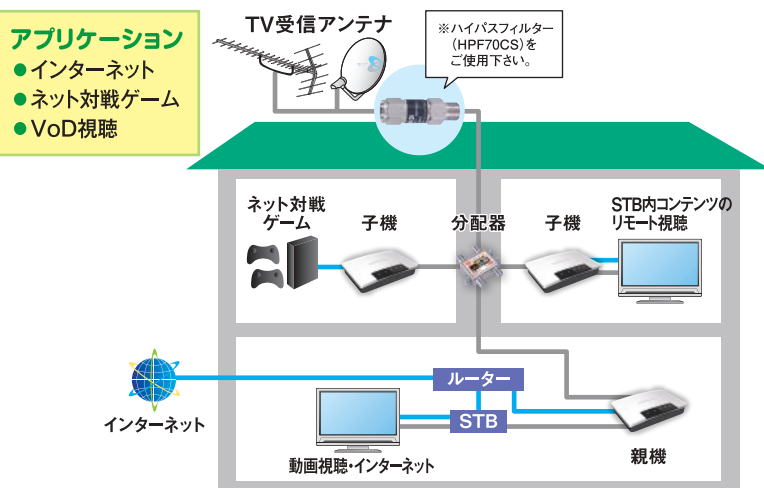 アプリケーション
●インターネット
●ネット対戦ゲーム
●VoD視聴
TV受信アンテナ
※ハイパスフィルター
(HPF70CS)を
ご使用下さい。
ネット対戦
ゲーム
子機
分配器
子機
STB内コンテンツの
リモート視聴
インターネット
ルーター
STB
動画視聴・インターネット
親機